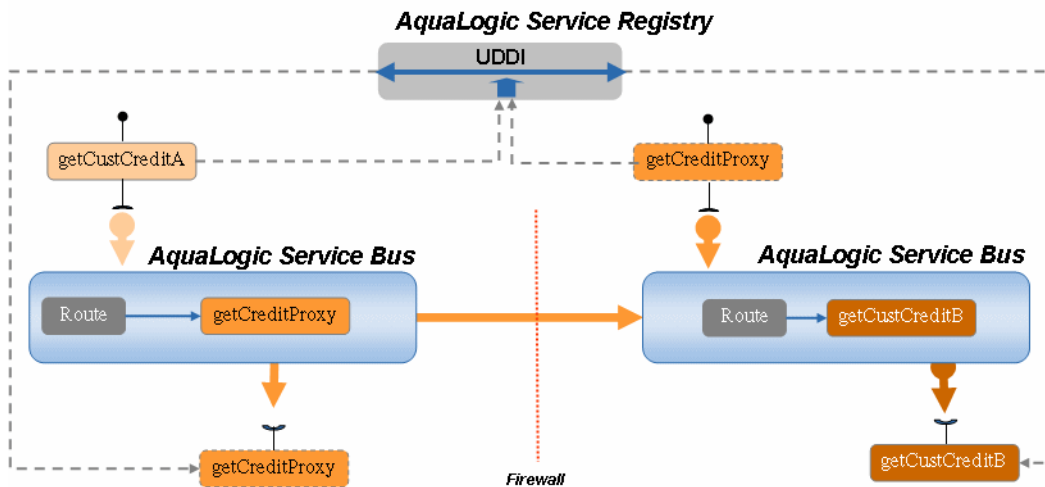 AquaLogic Service Registry
UDDI
getCustCreditA
getCreditProxy
AquaLogic Service Bus
AquaLogic Service Bus
Route
getCreditProxy
Route
getCustCreditB
getCreditProxy
getCustCreditB
Firewall